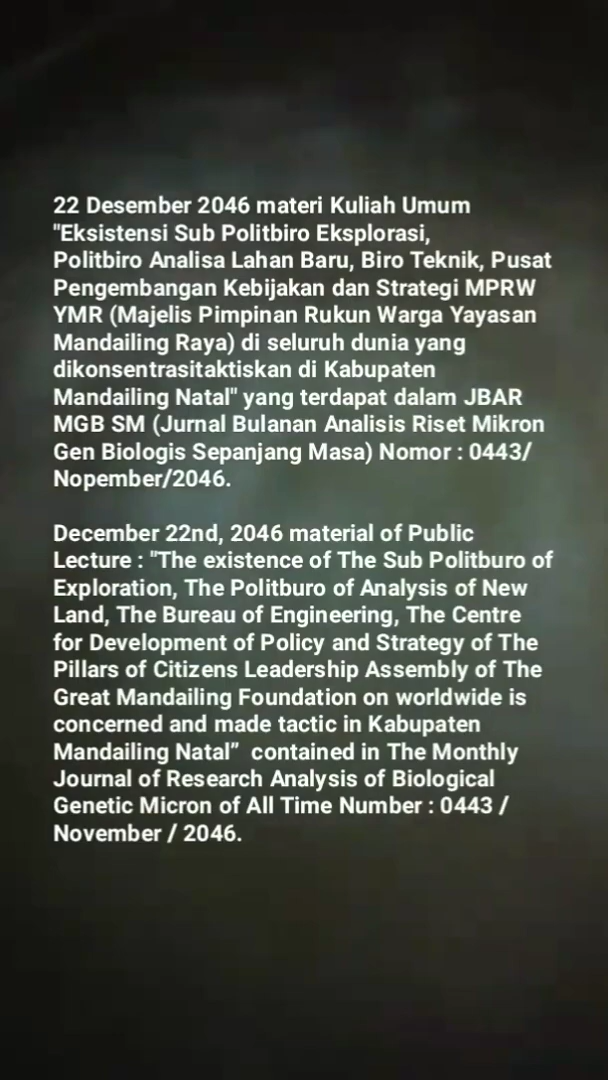 22 Desember 2046 materi Kuliah Umum
"Eksistensi Sub Politbiro Eksplorasi,
Politbiro Analisa Lahan Baru, Biro Teknik, Pusat
Pengembangan Kebijakan dan Strategi MPRW
YMR (Majelis Pimpinan Rukun Warga Yayasan
Mandailing Raya) di seluruh dunia yang
dikonsentrasitaktiskan di Kabupaten
Mandailing Natal" yang terdapat dalam JBAR
MGB SM (Jurnal Bulanan Analisis Riset Mikron
Gen Biologis Sepanjang Masa) Nomor : 0443/
Nopember/2046.
December 22nd, 2046 material of Public
Lecture : "The existence of The Sub Politburo of
Exploration, The Politburo of Analysis of New
Land, The Bureau of Engineering, The Centre
for Development of Policy and Strategy of The
Pillars of Citizens Leadership Assembly of The
Great Mandailing Foundation on worldwide is
concerned and made tactic in Kabupaten
Mandailing Natal”  contained in The Monthly
Journal of Research Analysis of Biological
Genetic Micron of All Time Number : 0443 /
November / 2046.